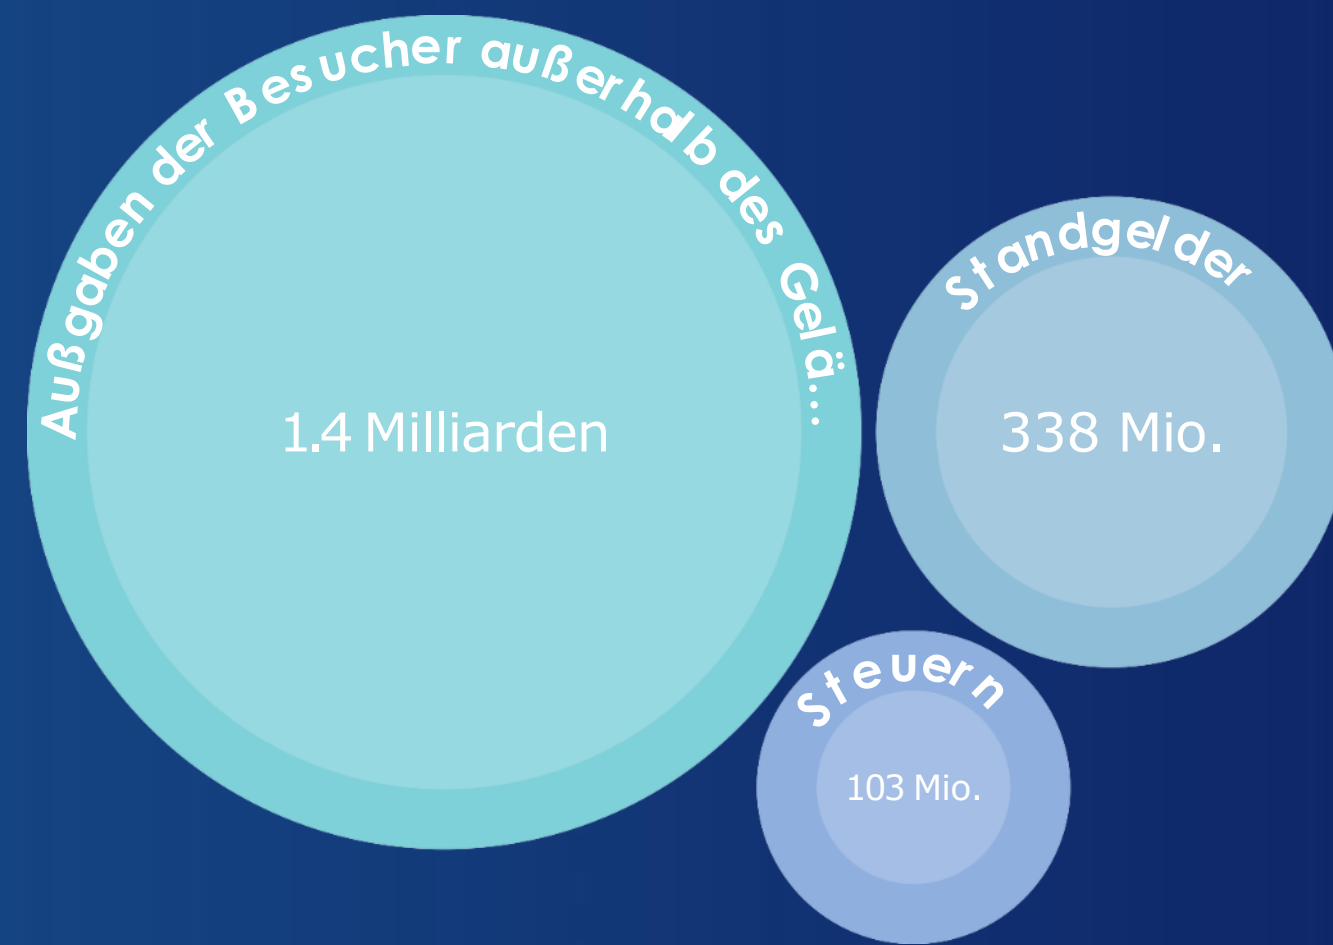 Außgaben der Besucher außerhalb des Gelä...
1.4 Milliarden
Standgelder
338 Mio.
Steuern
103 Mio.